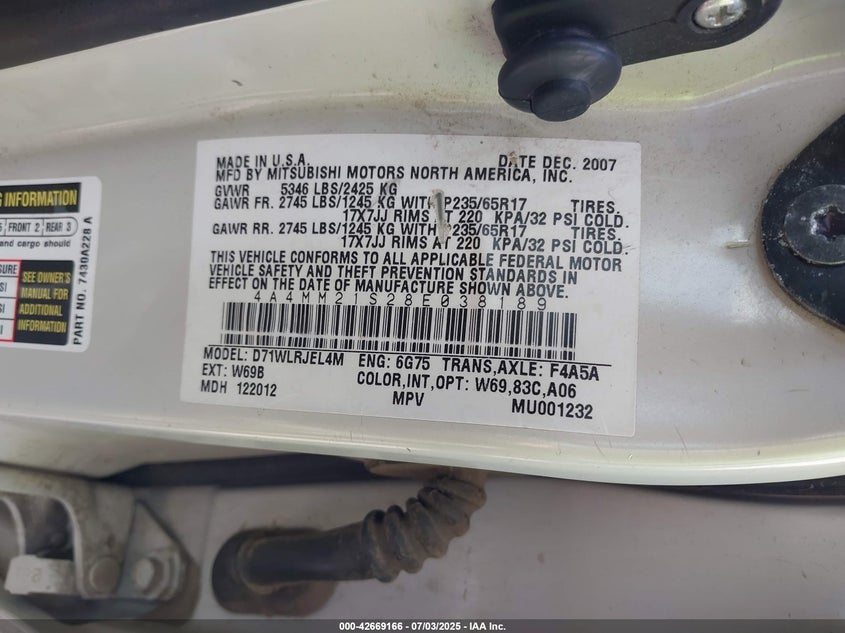 MADE IN U.S.A. DATE DEC. 2007
MFD BY MITSUBISHI MOTORS NORTH AMERICA, INC.
GVWR 5346 LBS/2425 KG
GAWR FR. 2745 LBS/1245 KG WITH P235/65R17 TIRES.
17X7JJ RIMS AT 220 KPA/32 PSI COLD.
GAWR RR. 2745 LBS/1245 KG WITH P235/65R17 TIRES.
17X7JJ RIMS AT 220 KPA/32 PSI COLD.
THIS VEHICLE CONFORMS TO ALL APPLICABLE FEDERAL MOTOR
VEHICLE SAFETY AND THEFT PREVENTION STANDARDS IN
EFFECT ON THE DATE OF MANUFACTURE SHOWN ABOVE.
4A4MM21S28E038189
MODEL: D71WLRJEL4M ENG: 6G75 TRANS,AXLE: F4A5A
EXT: W69B COLOR,INT,OPT: W69,83C,A06
MDH 122012 MPV MU001232
INFORMATION
FRONT 2 REAR 3
and cargo should
SEE OWNER'S
MANUAL FOR
ADDITIONAL
INFORMATION
PART NO. 7430A228 A
000-42669166 - 07/03/2025 - IAA Inc.